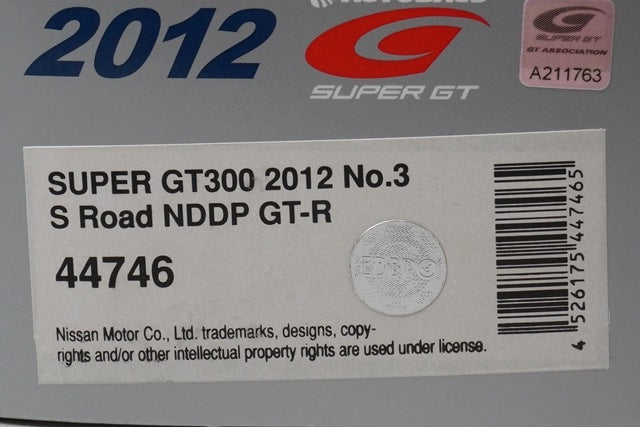 2012
SUPER GT
SUPER GT
GT ASSOCIATION
A211763
SUPER GT300 2012 No.3
S Road NDDP GT-R
44746
EBBRO
Nissan Motor Co., Ltd. trademarks, designs, copy-
rights and/or other intellectual property rights are used under license.
4 526175 447465